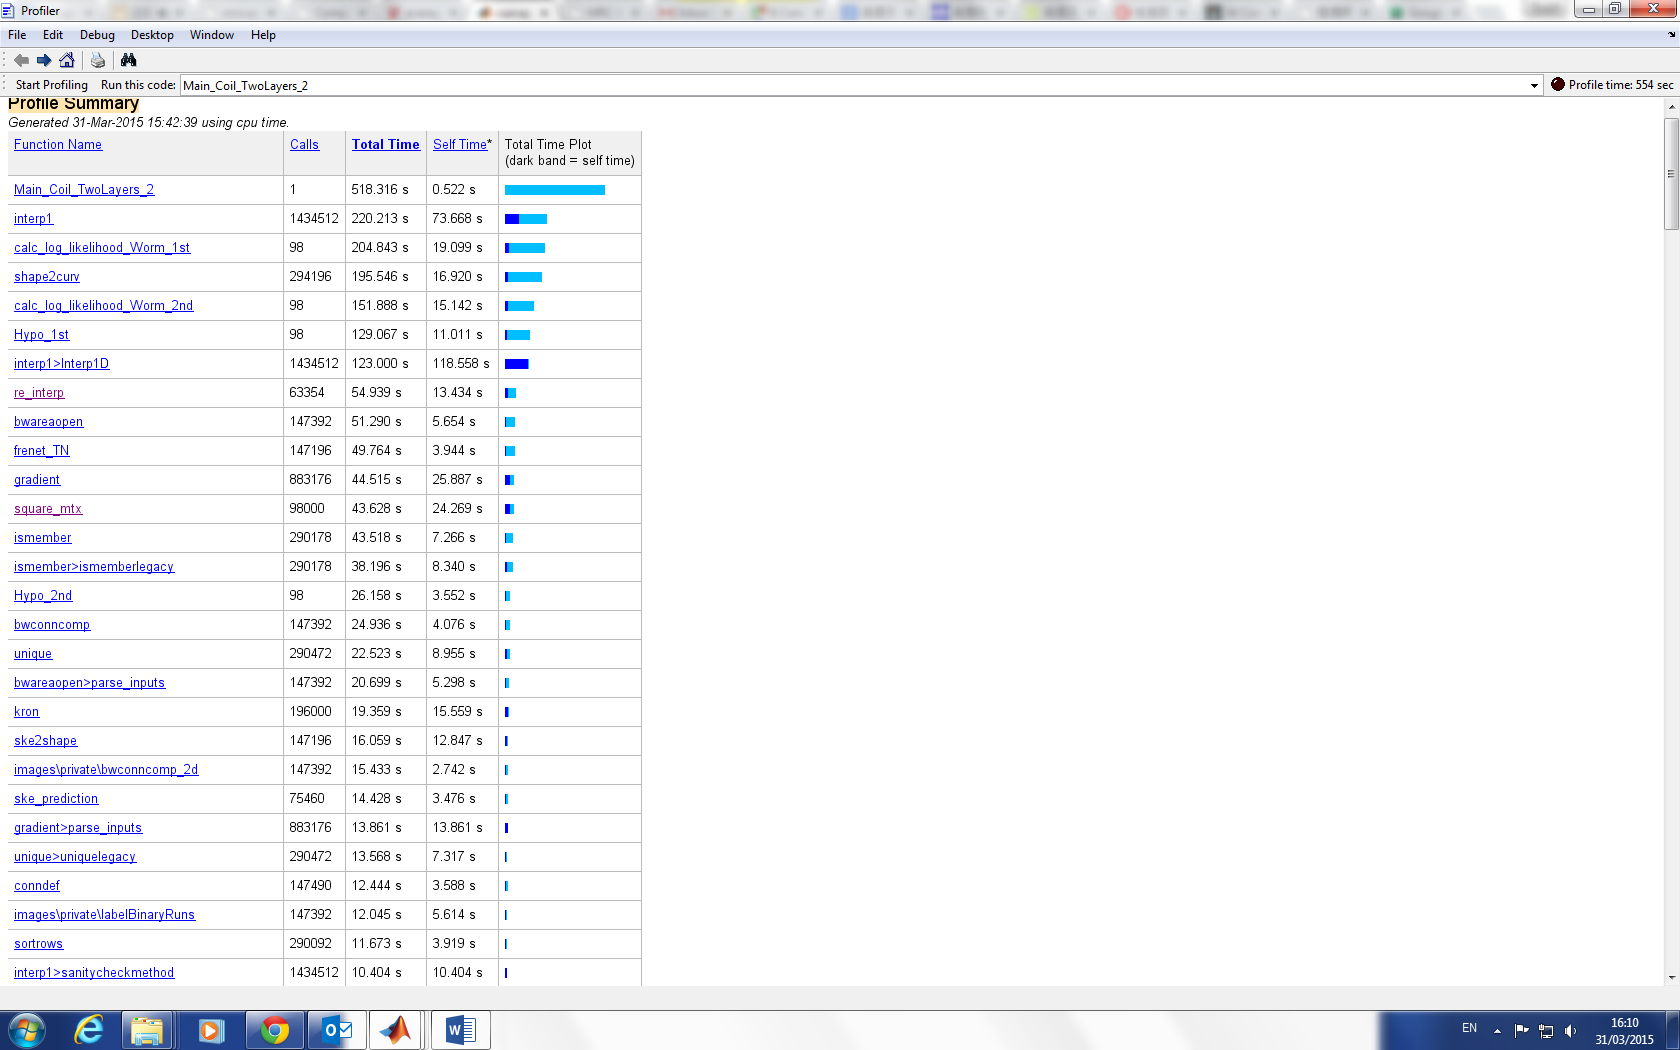 Profiler
File Edit Debug Desktop Window Help
Start Profiling Run this code: Main_Coil_TwoLayers_2 Profile time: 554 sec
Profile Summary
Generated 31-Mar-2015 15:42:39 using cpu time.
Function Name Calls Total Time Self Time* Total Time Plot
(dark band = self time)
Main_Coil_TwoLayers_2 1 518.316 s 0.522 s
interp1 1434512 220.213 s 73.668 s
calc_log_likelihood_Worm_1st 98 204.843 s 19.099 s
shape2curv 294196 195.546 s 16.920 s
calc_log_likelihood_Worm_2nd 98 151.888 s 15.142 s
Hypo_1st 98 129.067 s 11.011 s
interp1>Interp1D 1434512 123.000 s 118.558 s
re_interp 63354 54.939 s 13.434 s
bwareaopen 147392 51.290 s 5.654 s
frenet_TN 147196 49.764 s 3.944 s
gradient 883176 44.515 s 25.887 s
square_mtx 98000 43.628 s 24.269 s
ismember 290178 43.518 s 7.266 s
ismember>ismemberlegacy 290178 38.196 s 8.340 s
Hypo_2nd 98 26.158 s 3.552 s
bwconncomp 147392 24.936 s 4.076 s
unique 290472 22.523 s 8.955 s
bwareaopen>parse_inputs 147392 20.699 s 5.298 s
kron 196000 19.359 s 15.559 s
ske2shape 147196 16.059 s 12.847 s
images\private\bwconncomp_2d 147392 15.433 s 2.742 s
ske_prediction 75460 14.428 s 3.476 s
gradient>parse_inputs 883176 13.861 s 13.861 s
unique>uniquelegacy 290472 13.568 s 7.317 s
conndef 147490 12.444 s 3.588 s
images\private\labelBinaryRuns 147392 12.045 s 5.614 s
sortrows 290092 11.673 s 3.919 s
interp1>sanitycheckmethod 1434512 10.404 s 10.404 s
EN 16:10
31/03/2015